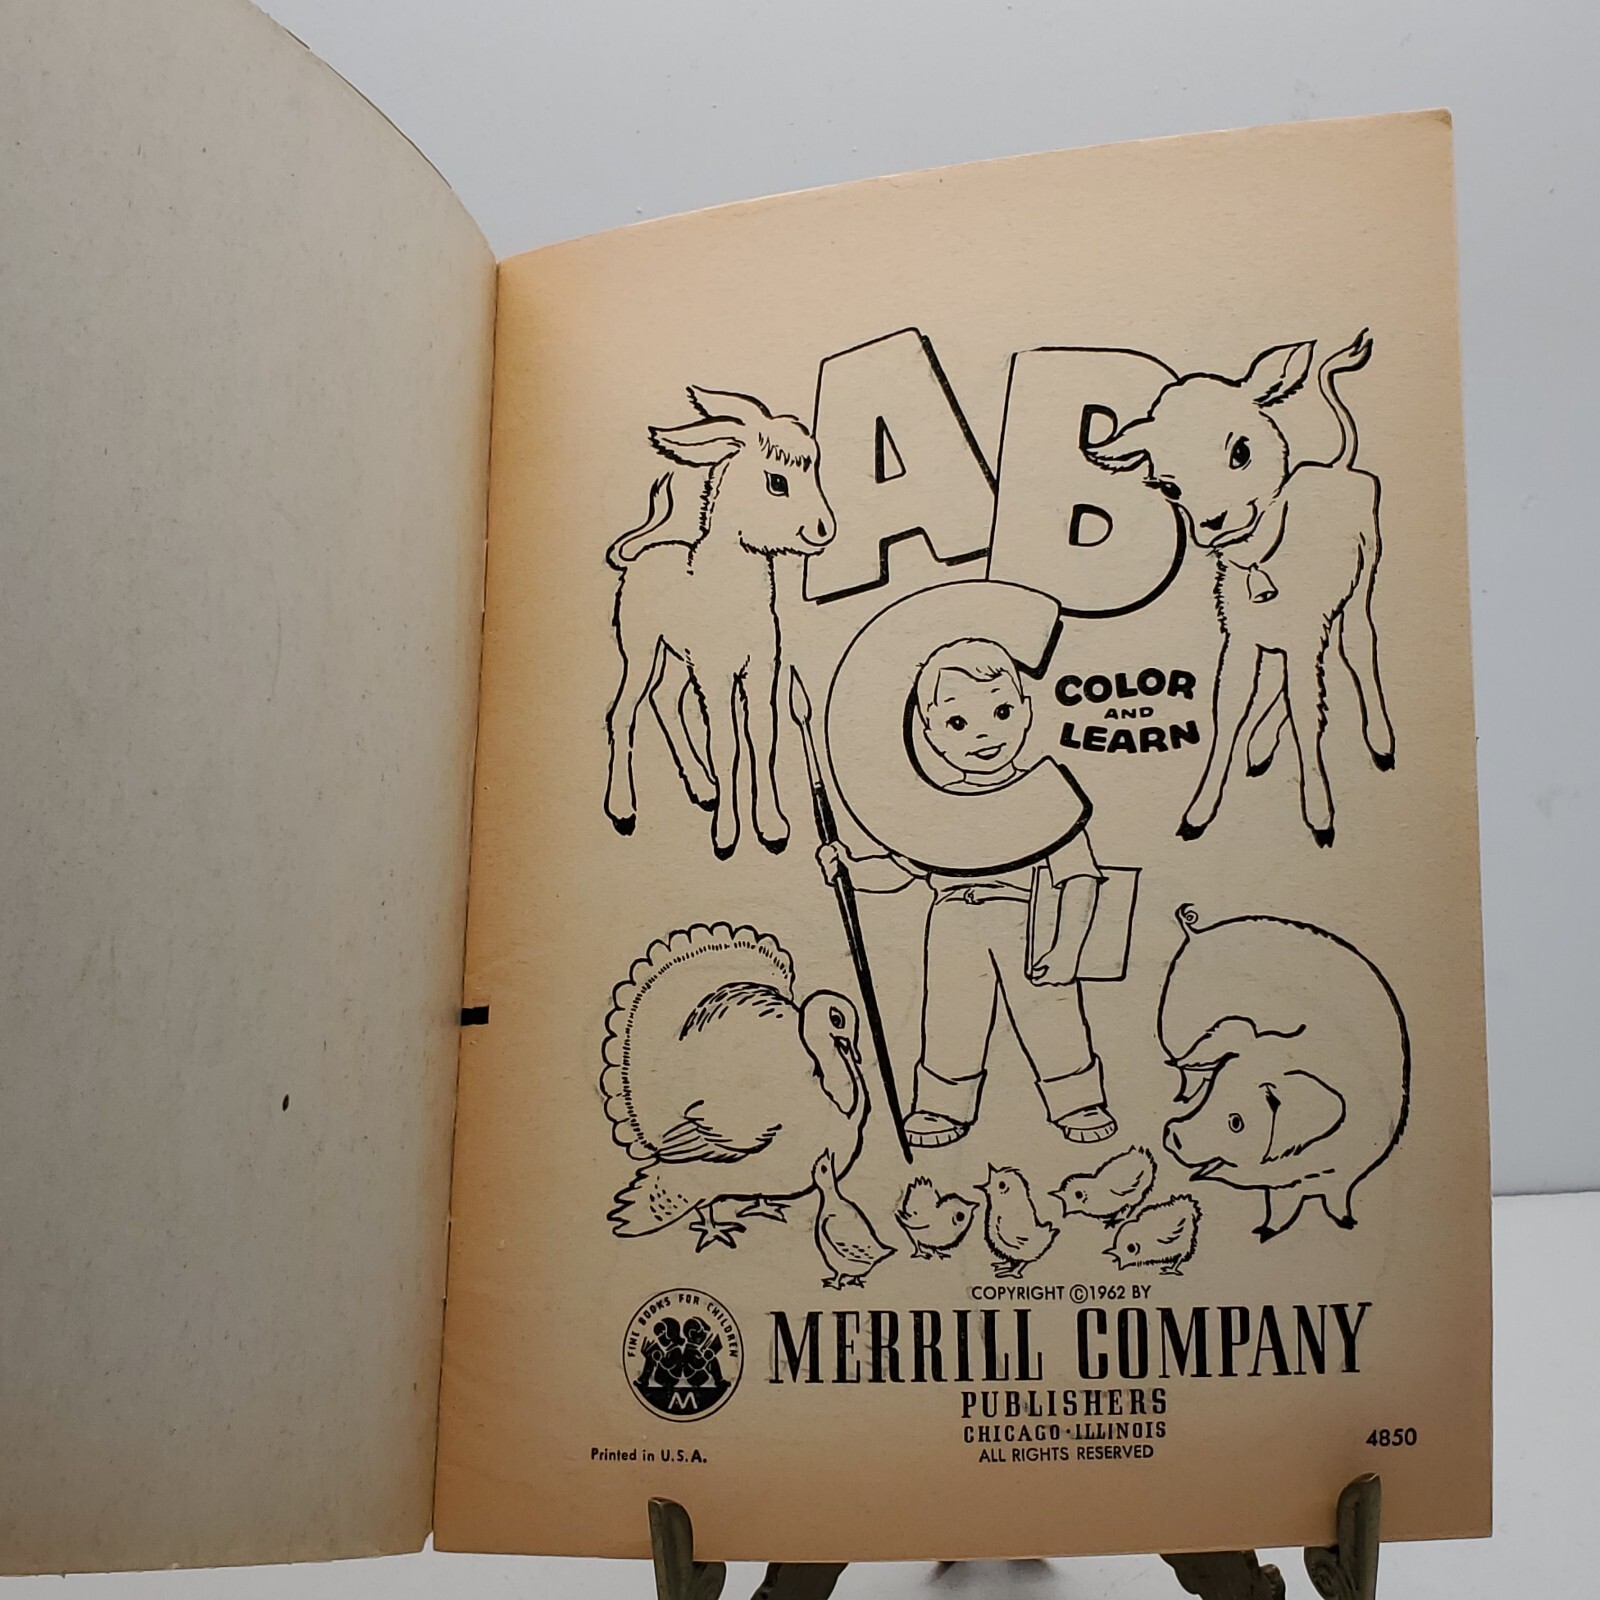 AB
C
COLOR
AND
LEARN
COPYRIGHT ©1962 BY
FINE BOOKS FOR CHILDREN
M
MERRILL COMPANY
PUBLISHERS
CHICAGO·ILLINOIS
ALL RIGHTS RESERVED
Printed in U.S.A.
4850